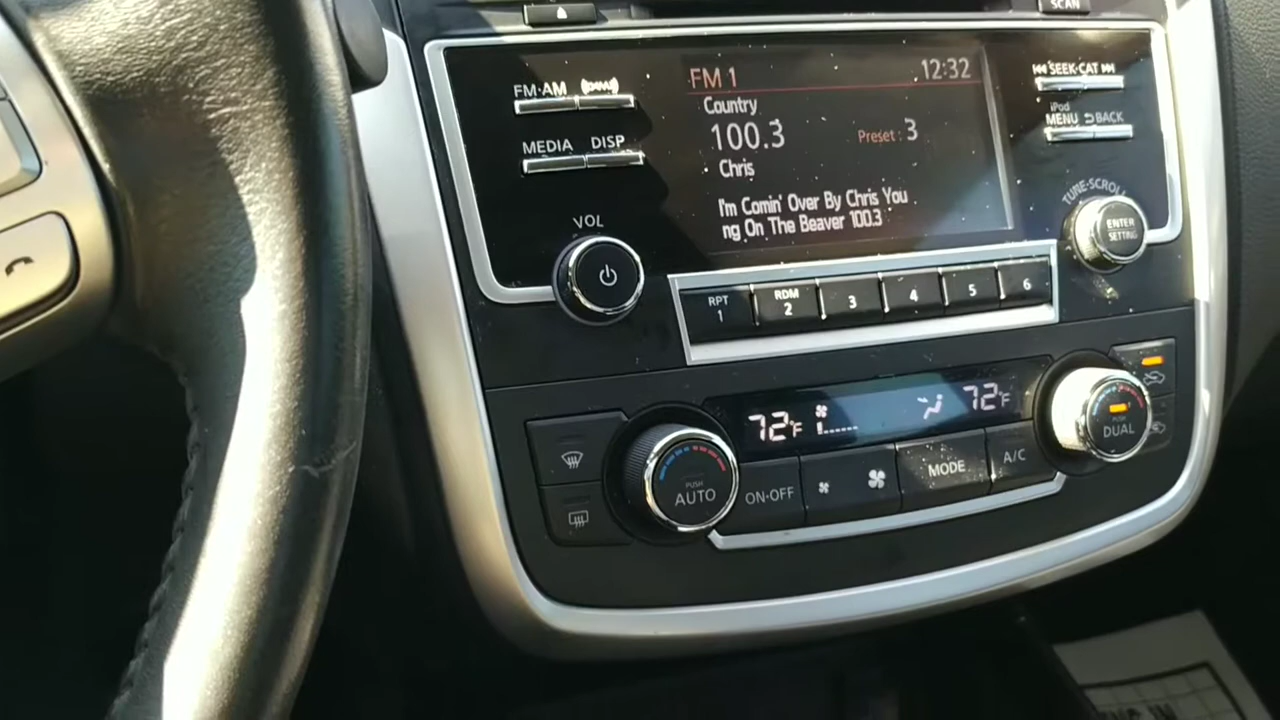 SCAN
FM·AM
MEDIA DISP
VOL
FM 1 12:32
Country
100.3 Preset : 3
Chris
I'm Comin' Over By Chris You
ng On The Beaver 100.3
SEEK·CAT
iPod
MENU BACK
TUNE·SCROLL
ENTER
SETTING
RPT
1
RDM
2
3
4
5
6
72°F
72°F
PUSH
AUTO
ON·OFF
MODE
A/C
PUSH
DUAL